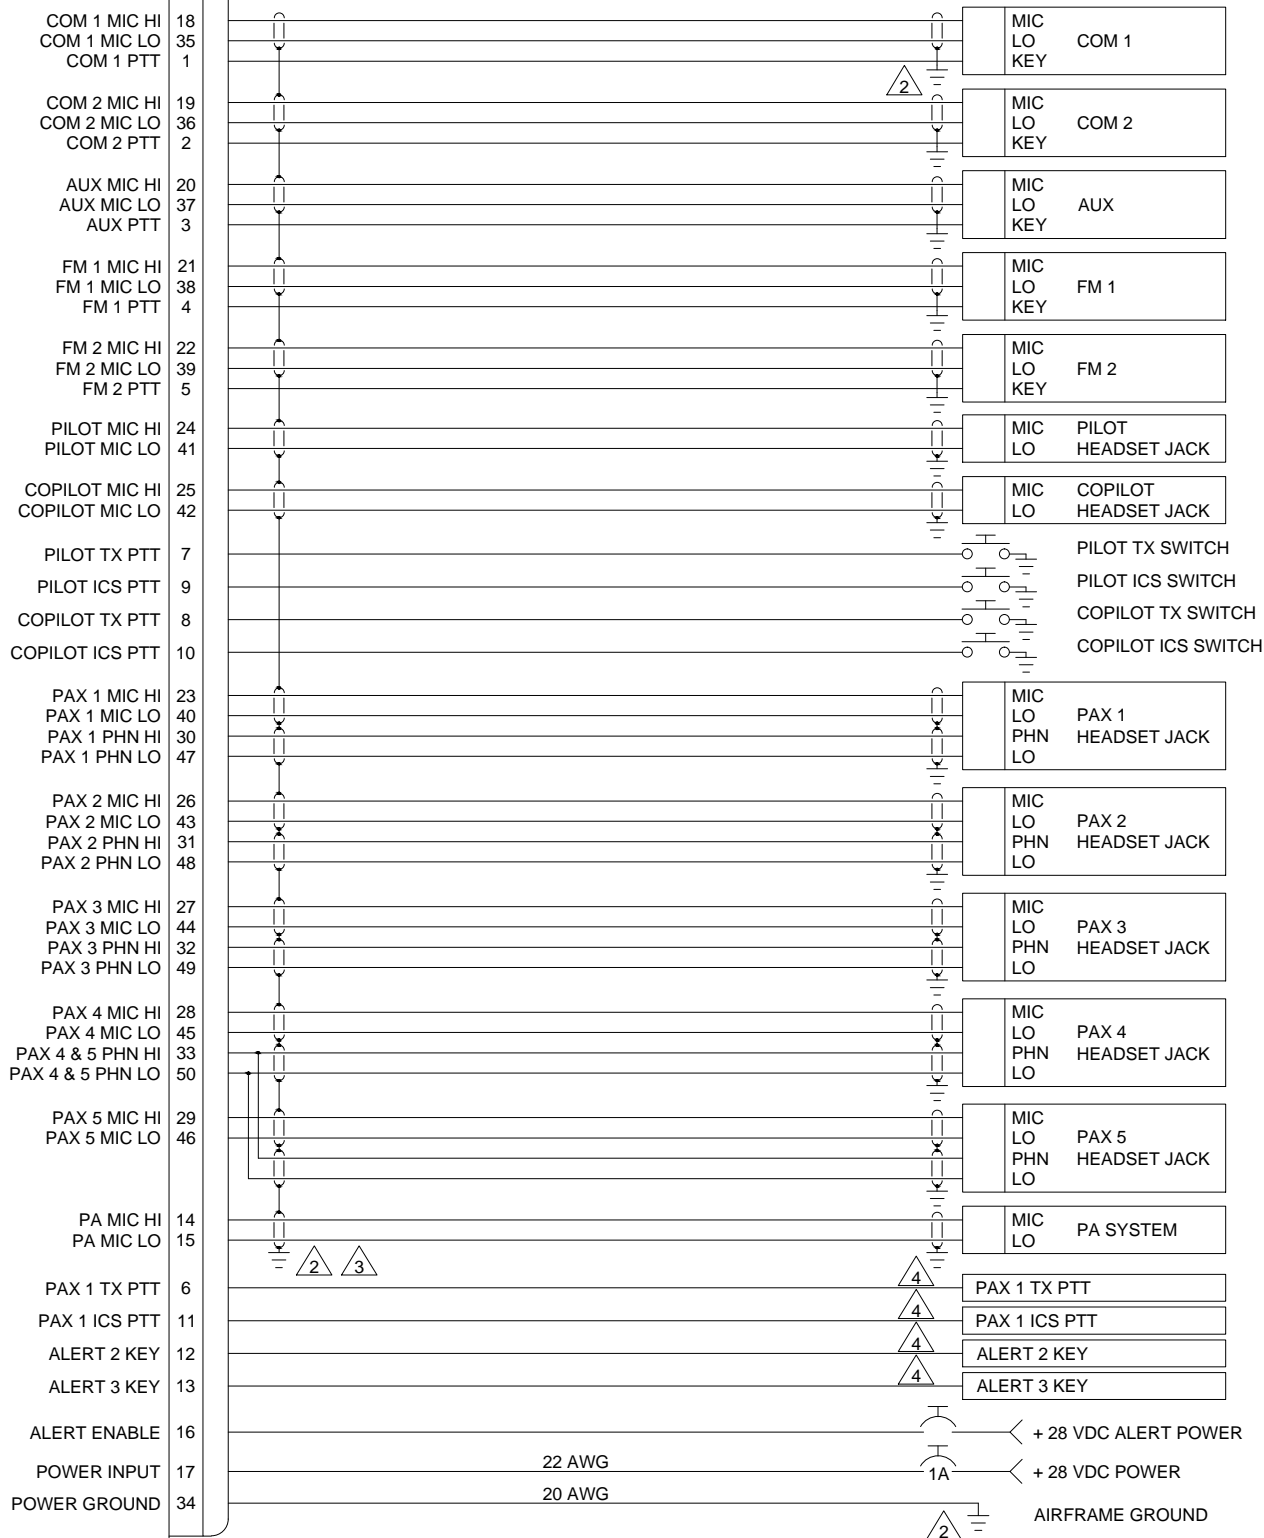 COM 1 MIC HI 18 MIC
COM 1 MIC LO 35 LO COM 1
COM 1 PTT 1 KEY
2
COM 2 MIC HI 19 MIC
COM 2 MIC LO 36 LO COM 2
COM 2 PTT 2 KEY
AUX MIC HI 20 MIC
AUX MIC LO 37 LO AUX
AUX PTT 3 KEY
FM 1 MIC HI 21 MIC
FM 1 MIC LO 38 LO FM 1
FM 1 PTT 4 KEY
FM 2 MIC HI 22 MIC
FM 2 MIC LO 39 LO FM 2
FM 2 PTT 5 KEY
PILOT MIC HI 24 MIC PILOT
PILOT MIC LO 41 LO HEADSET JACK
COPILOT MIC HI 25 MIC COPILOT
COPILOT MIC LO 42 LO HEADSET JACK
PILOT TX PTT 7 PILOT TX SWITCH
PILOT ICS PTT 9 PILOT ICS SWITCH
COPILOT TX PTT 8 COPILOT TX SWITCH
COPILOT ICS PTT 10 COPILOT ICS SWITCH
PAX 1 MIC HI 23 MIC
PAX 1 MIC LO 40 LO PAX 1
PAX 1 PHN HI 30 PHN HEADSET JACK
PAX 1 PHN LO 47 LO
PAX 2 MIC HI 26 MIC
PAX 2 MIC LO 43 LO PAX 2
PAX 2 PHN HI 31 PHN HEADSET JACK
PAX 2 PHN LO 48 LO
PAX 3 MIC HI 27 MIC
PAX 3 MIC LO 44 LO PAX 3
PAX 3 PHN HI 32 PHN HEADSET JACK
PAX 3 PHN LO 49 LO
PAX 4 MIC HI 28 MIC
PAX 4 MIC LO 45 LO PAX 4
PAX 4 & 5 PHN HI 33 PHN HEADSET JACK
PAX 4 & 5 PHN LO 50 LO
PAX 5 MIC HI 29 MIC
PAX 5 MIC LO 46 LO PAX 5
PHN HEADSET JACK
LO
PA MIC HI 14 MIC PA SYSTEM
PA MIC LO 15 LO
2 3
PAX 1 TX PTT 6 4 PAX 1 TX PTT
PAX 1 ICS PTT 11 4 PAX 1 ICS PTT
ALERT 2 KEY 12 4 ALERT 2 KEY
ALERT 3 KEY 13 4 ALERT 3 KEY
ALERT ENABLE 16 + 28 VDC ALERT POWER
POWER INPUT 17 22 AWG 1A + 28 VDC POWER
POWER GROUND 34 20 AWG AIRFRAME GROUND
2